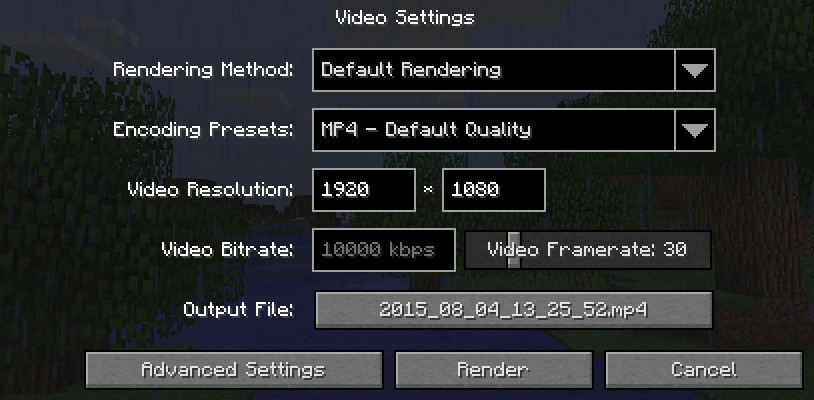 Video Settings
Rendering Method: Default Rendering
Encoding Presets: MP4 - Default Quality
Video Resolution: 1920 × 1080
Video Bitrate: 10000 kbps Video Framerate: 30
Output File: 2015_08_04_13_25_52.mp4
Advanced Settings Render Cancel